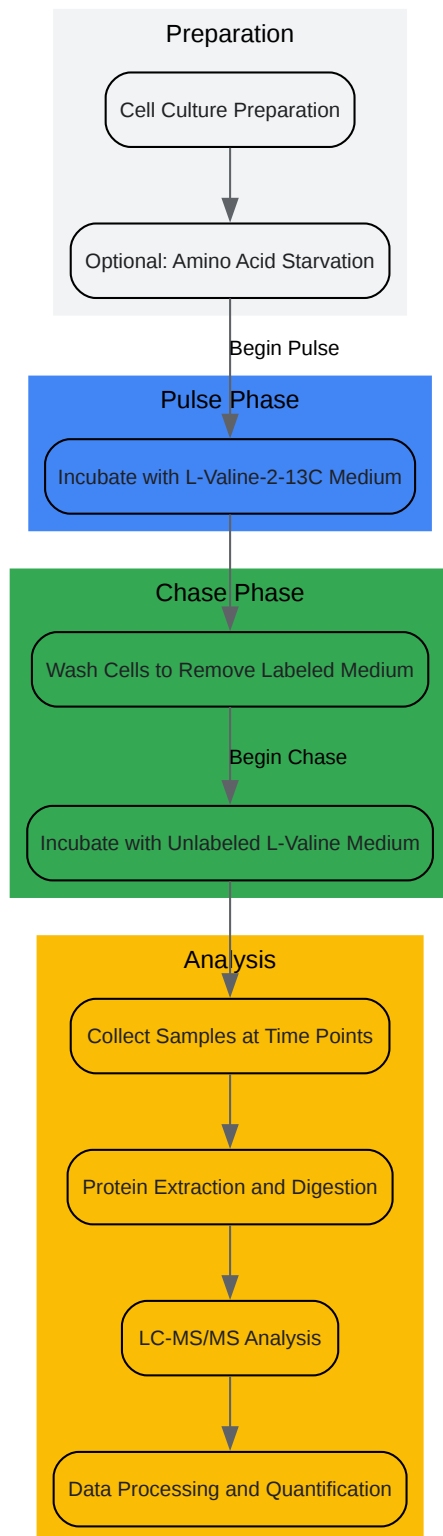 Preparation
Cell Culture Preparation
Optional: Amino Acid Starvation
Begin Pulse
Pulse Phase
Incubate with L-Valine-2-13C Medium
Chase Phase
Wash Cells to Remove Labeled Medium
Begin Chase
Incubate with Unlabeled L-Valine Medium
Analysis
Collect Samples at Time Points
Protein Extraction and Digestion
LC-MS/MS Analysis
Data Processing and Quantification